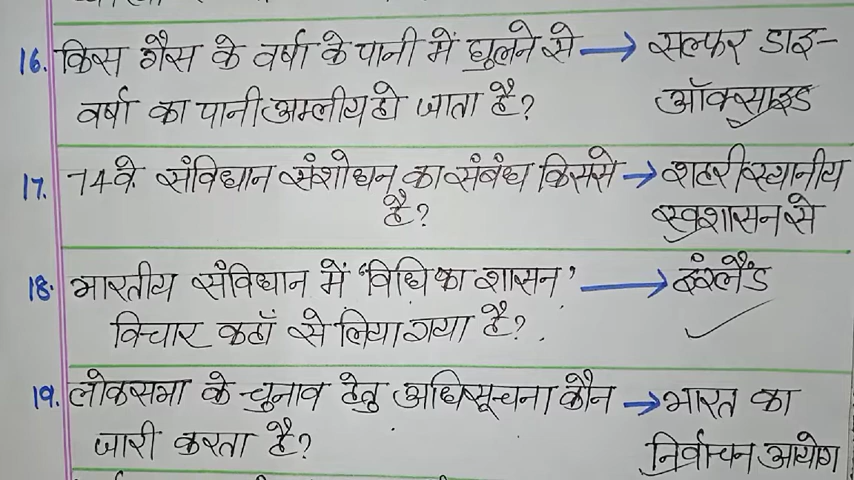 16. किस गैस के वर्षा के पानी में घुलने से → सल्फर डाइ-
वर्षा का पानी अम्लीय हो जाता है? ऑक्साइड
17. 74वे. संविधान संशोधन का संबंध किससे → शहरी स्थानीय
है? स्वशासन से
18. भारतीय संविधान में 'विधि का शासन' → इंग्लैंड
विचार कहाँ से लिया गया है?
19. लोकसभा के चुनाव हेतु अधिसूचना कौन → भारत का
जारी करता है? निर्वाचन आयोग